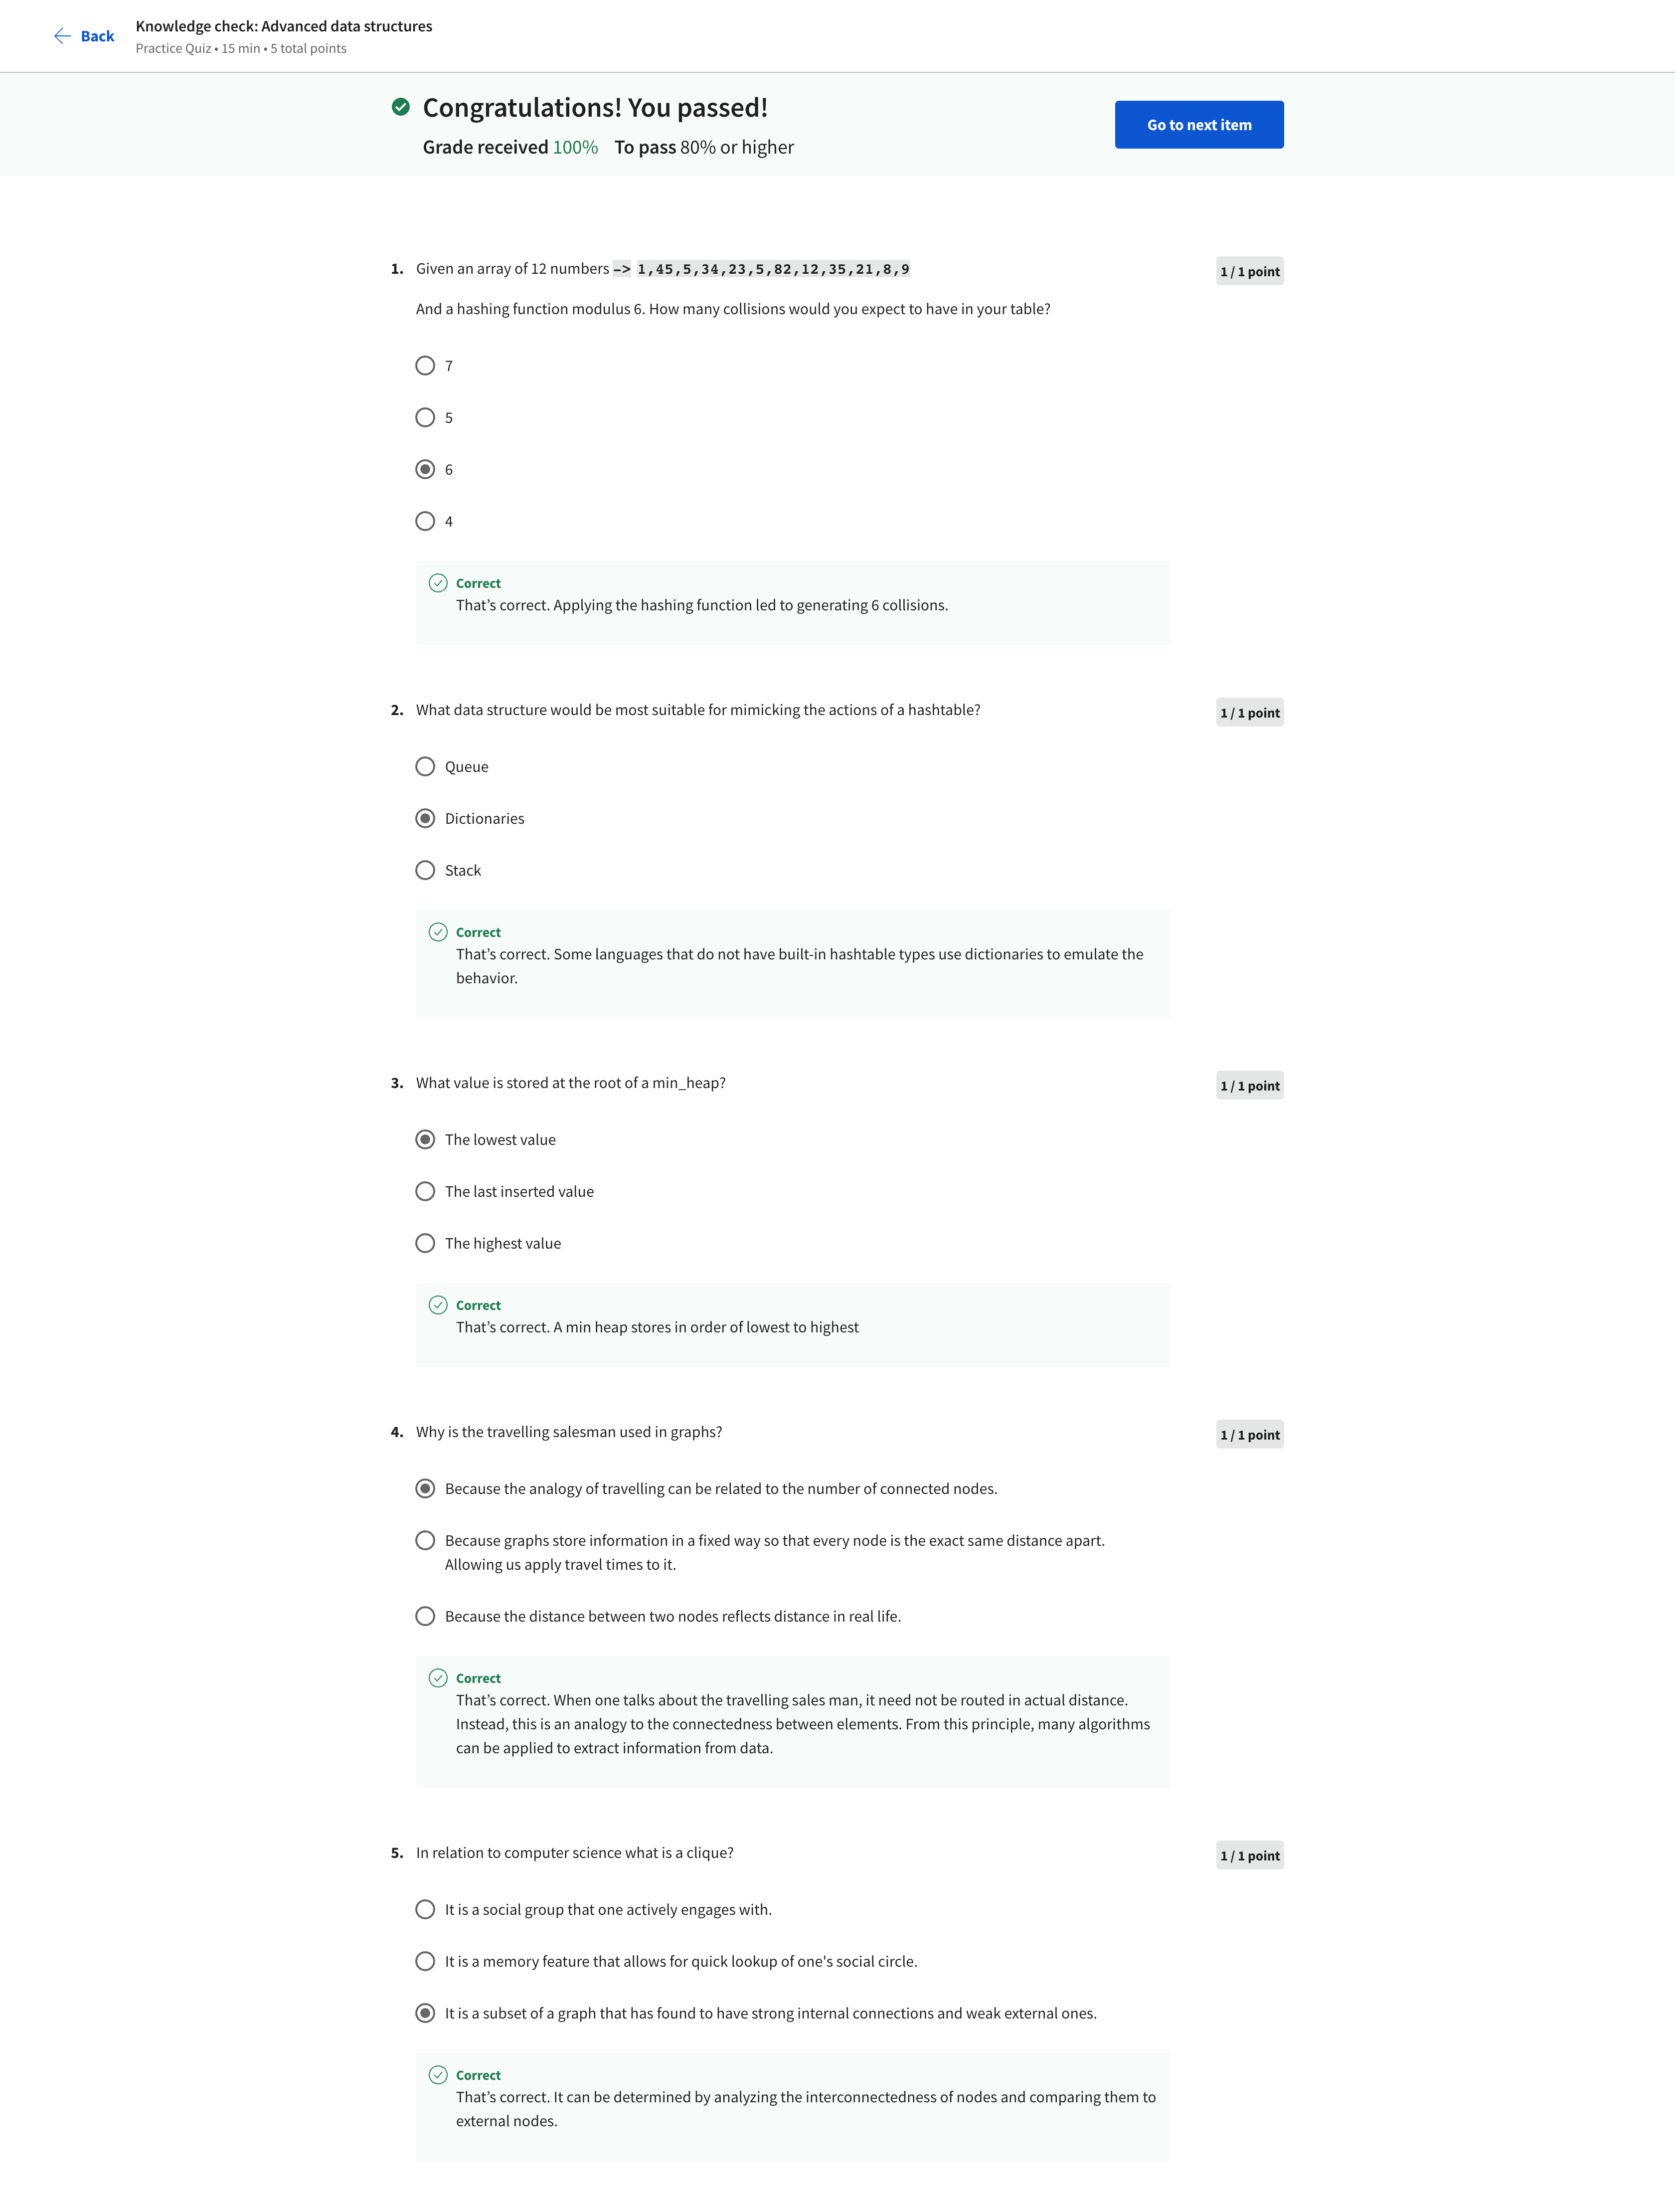 Back
Knowledge check: Advanced data structures
Practice Quiz • 15 min • 5 total points
Congratulations! You passed!
Grade received 100% To pass 80% or higher
Go to next item
1. Given an array of 12 numbers -> 1,45,5,34,23,5,82,12,35,21,8,9
1 / 1 point
And a hashing function modulus 6. How many collisions would you expect to have in your table?
7
5
6
4
Correct
That’s correct. Applying the hashing function led to generating 6 collisions.
2. What data structure would be most suitable for mimicking the actions of a hashtable?
1 / 1 point
Queue
Dictionaries
Stack
Correct
That’s correct. Some languages that do not have built-in hashtable types use dictionaries to emulate the
behavior.
3. What value is stored at the root of a min_heap?
1 / 1 point
The lowest value
The last inserted value
The highest value
Correct
That’s correct. A min heap stores in order of lowest to highest
4. Why is the travelling salesman used in graphs?
1 / 1 point
Because the analogy of travelling can be related to the number of connected nodes.
Because graphs store information in a fixed way so that every node is the exact same distance apart.
Allowing us apply travel times to it.
Because the distance between two nodes reflects distance in real life.
Correct
That’s correct. When one talks about the travelling sales man, it need not be routed in actual distance.
Instead, this is an analogy to the connectedness between elements. From this principle, many algorithms
can be applied to extract information from data.
5. In relation to computer science what is a clique?
1 / 1 point
It is a social group that one actively engages with.
It is a memory feature that allows for quick lookup of one's social circle.
It is a subset of a graph that has found to have strong internal connections and weak external ones.
Correct
That’s correct. It can be determined by analyzing the interconnectedness of nodes and comparing them to
external nodes.